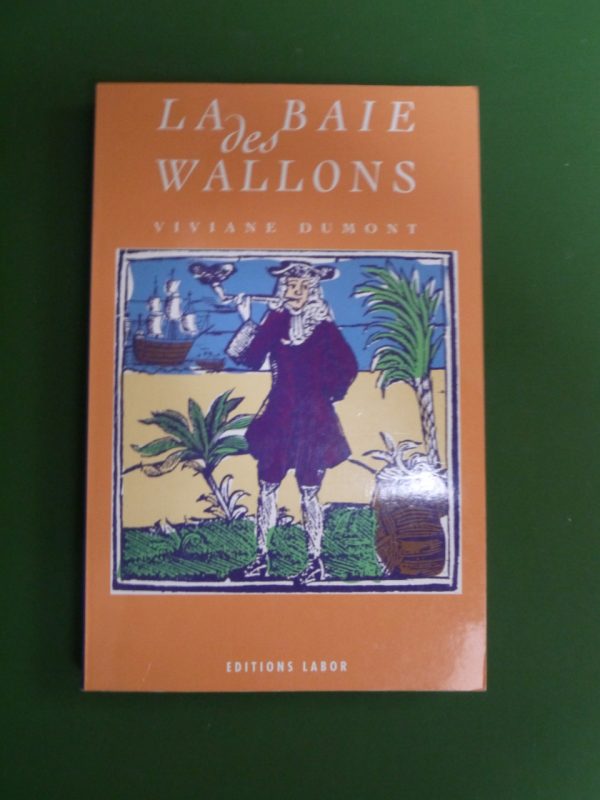 LA BAIE
des
WALLONS
VIVIANE DUMONT
EDITIONS LABOR